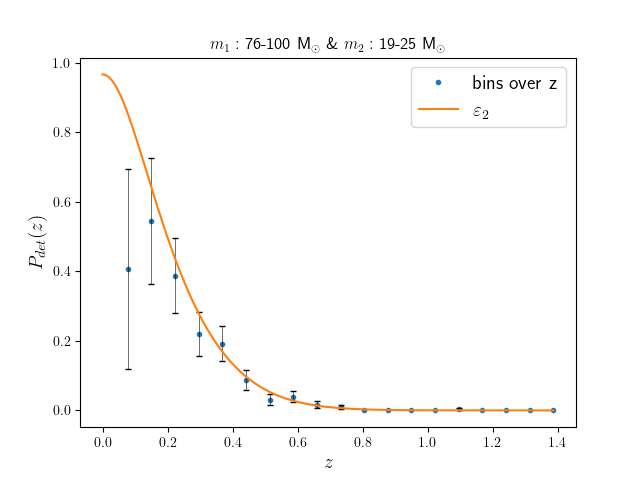 m₁ : 76-100 M⊙ & m₂ : 19-25 M⊙
bins over z
ε₂
P_det(z)
1.0
0.8
0.6
0.4
0.2
0.0
0.0 0.2 0.4 0.6 0.8 1.0 1.2 1.4
z